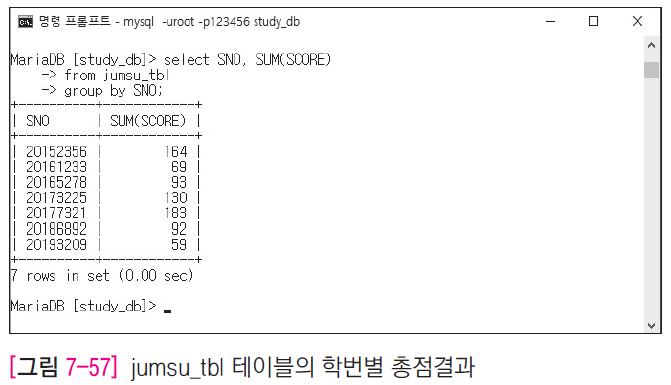 명령 프롬프트 - mysql -uroot -p123456 study_db
MariaDB [study_db]> select SNO, SUM(SCORE)
-> from jumsu_tbl
-> group by SNO;
+----------+------------+
| SNO | SUM(SCORE) |
+----------+------------+
| 20152356 | 164 |
| 20161233 | 69 |
| 20165278 | 93 |
| 20173225 | 130 |
| 20177321 | 183 |
| 20186892 | 92 |
| 20193209 | 59 |
+----------+------------+
7 rows in set (0.00 sec)
MariaDB [study_db]> _
[그림 7-57] jumsu_tbl 테이블의 학번별 총점결과